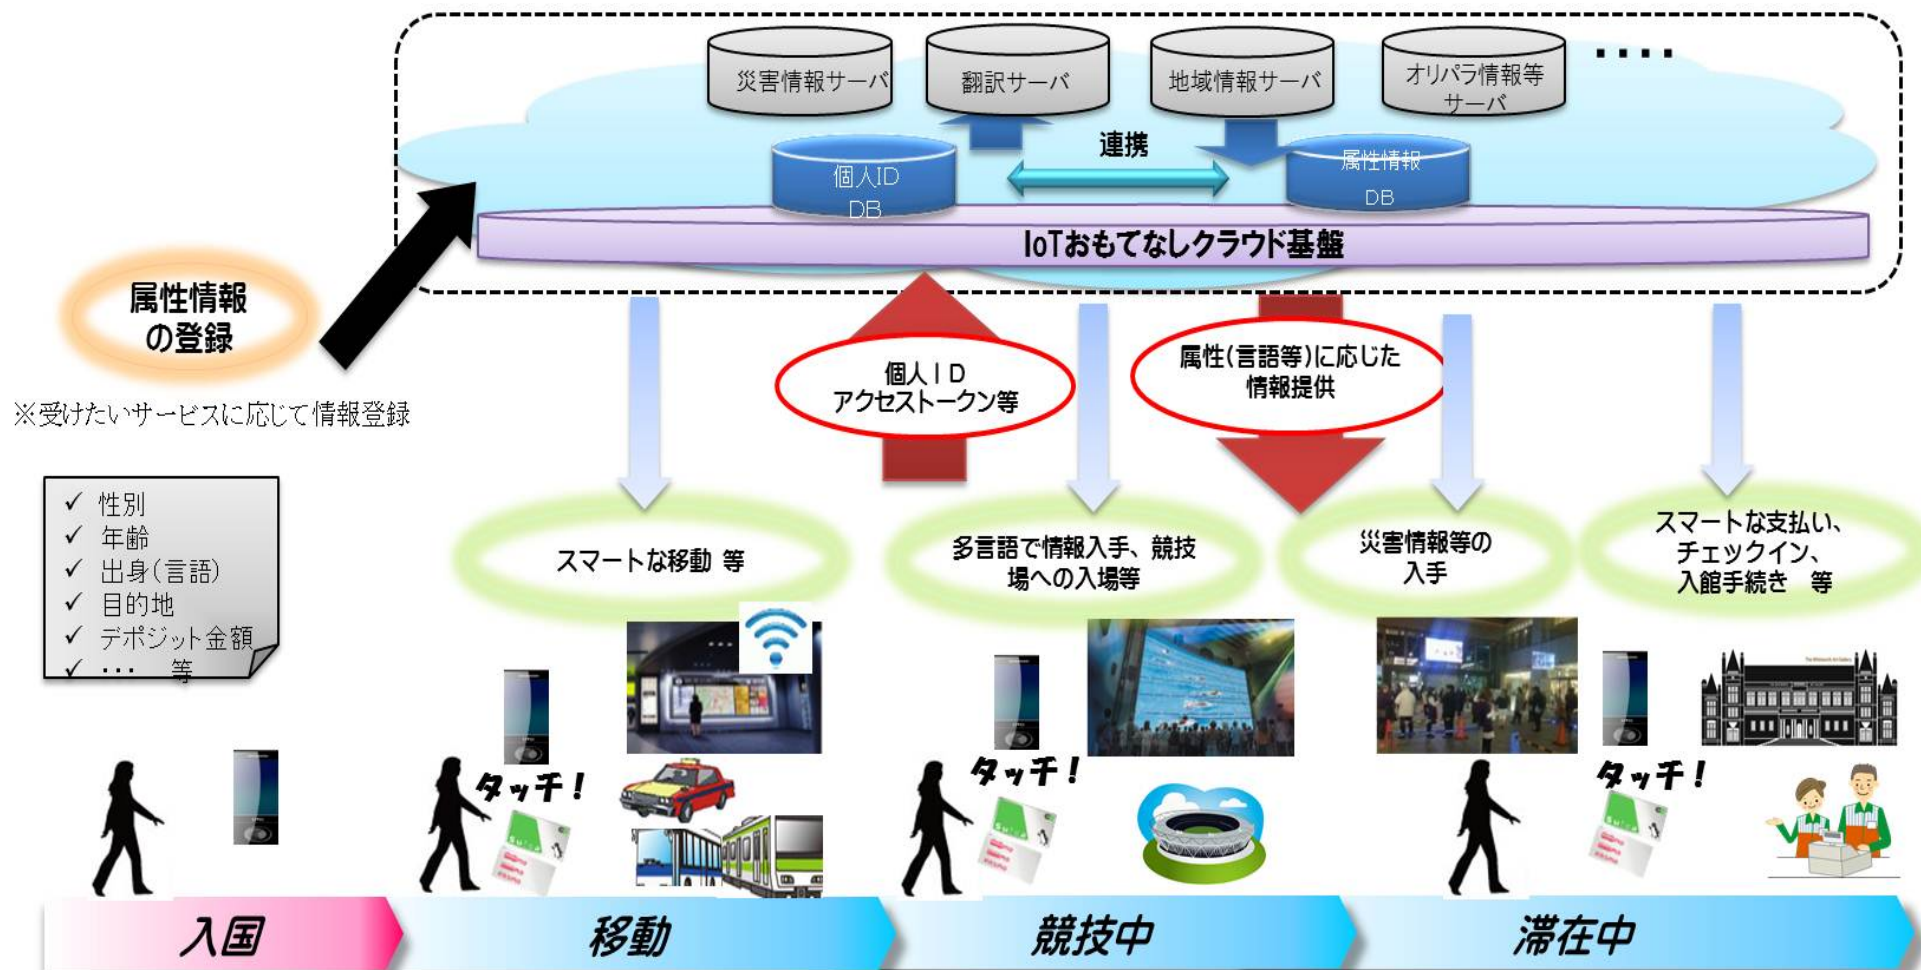 災害情報サーバ
翻訳サーバ
地域情報サーバ
オリパラ情報等
サーバ
・・・・
個人ID
DB
連携
属性情報
DB
IoTおもてなしクラウド基盤
属性情報
の登録
※受けたいサービスに応じて情報登録
個人ID
アクセストークン等
属性(言語等)に応じた
情報提供
✓ 性別
✓ 年齢
✓ 出身(言語)
✓ 目的地
✓ デポジット金額
✓ ・・・ 等
スマートな移動 等
多言語で情報入手、競技
場への入場等
災害情報等の
入手
スマートな支払い、
チェックイン、
入館手続き 等
タッチ！
Suica
タッチ！
タッチ！
入国
移動
競技中
滞在中